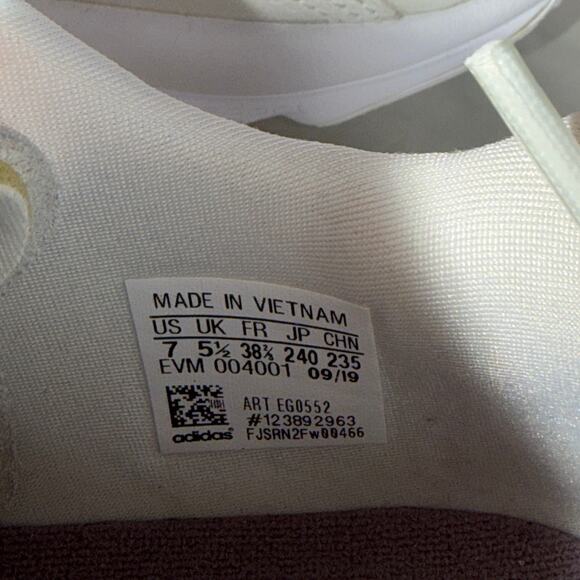 MADE IN VIETNAM
US UK FR JP CHN
7 5½ 38⅔ 240 235
EVM 004001 09/19
ART EG0552
#123892963
adidas FJSRN2Fw00466